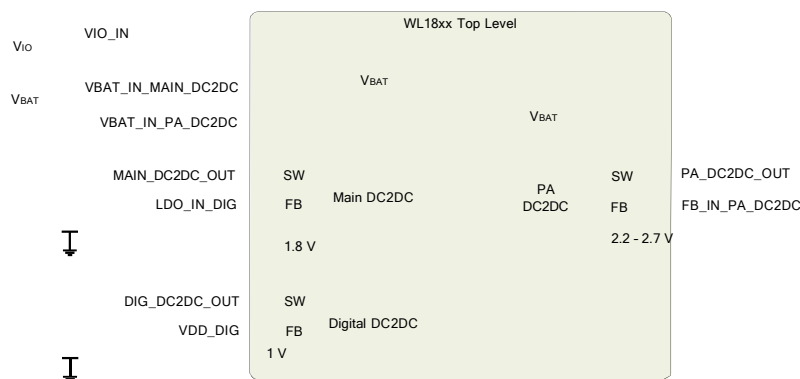 WL18xx Top Level
VIO_IN
VIO
VBAT
VBAT_IN_MAIN_DC2DC
VBAT
VBAT_IN_PA_DC2DC
VBAT
MAIN_DC2DC_OUT
SW
SW
PA_DC2DC_OUT
Main DC2DC
PA
DC2DC
LDO_IN_DIG
FB
FB
FB_IN_PA_DC2DC
1.8 V
2.2 – 2.7 V
DIG_DC2DC_OUT
SW
Digital DC2DC
VDD_DIG
FB
1 V